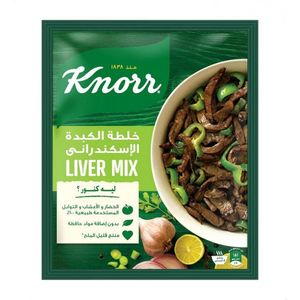 منذ ١٨٣٨
Knorr
خلطة الكبدة
الإسكندراني
LIVER MIX
ليه كنور؟
الخضار و الأعشاب و التوابل
المستخدمة طبيعية ١٠٠٪
بدون إضافة مواد حافظة
منتج قليل الملح*